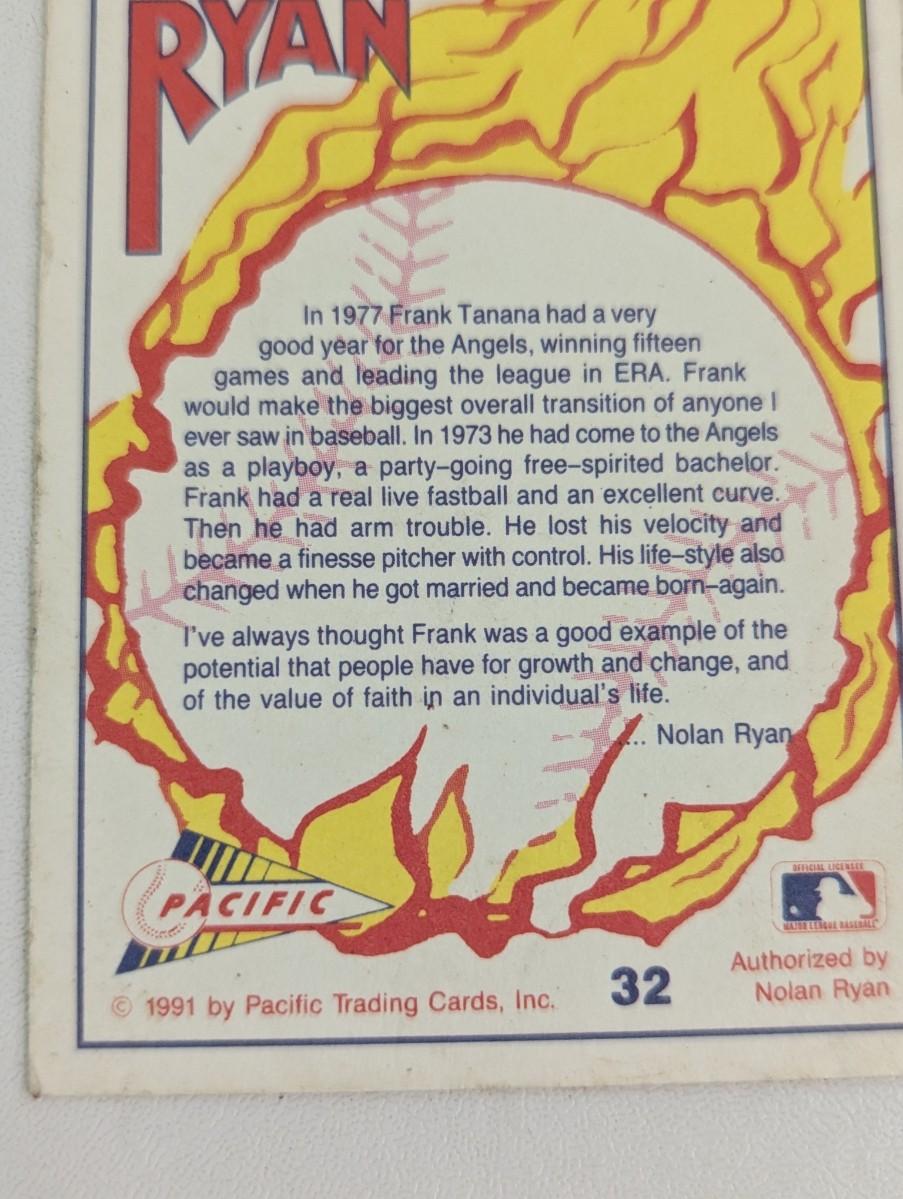 RYAN
In 1977 Frank Tanana had a very
good year for the Angels, winning fifteen
games and leading the league in ERA. Frank
would make the biggest overall transition of anyone I
ever saw in baseball. In 1973 he had come to the Angels
as a playboy, a party–going free–spirited bachelor.
Frank had a real live fastball and an excellent curve.
Then he had arm trouble. He lost his velocity and
became a finesse pitcher with control. His life–style also
changed when he got married and became born–again.
I've always thought Frank was a good example of the
potential that people have for growth and change, and
of the value of faith in an individual's life.
.... Nolan Ryan
PACIFIC
OFFICIAL LICENSEE
MAJOR LEAGUE BASEBALL
© 1991 by Pacific Trading Cards, Inc.
32
Authorized by
Nolan Ryan